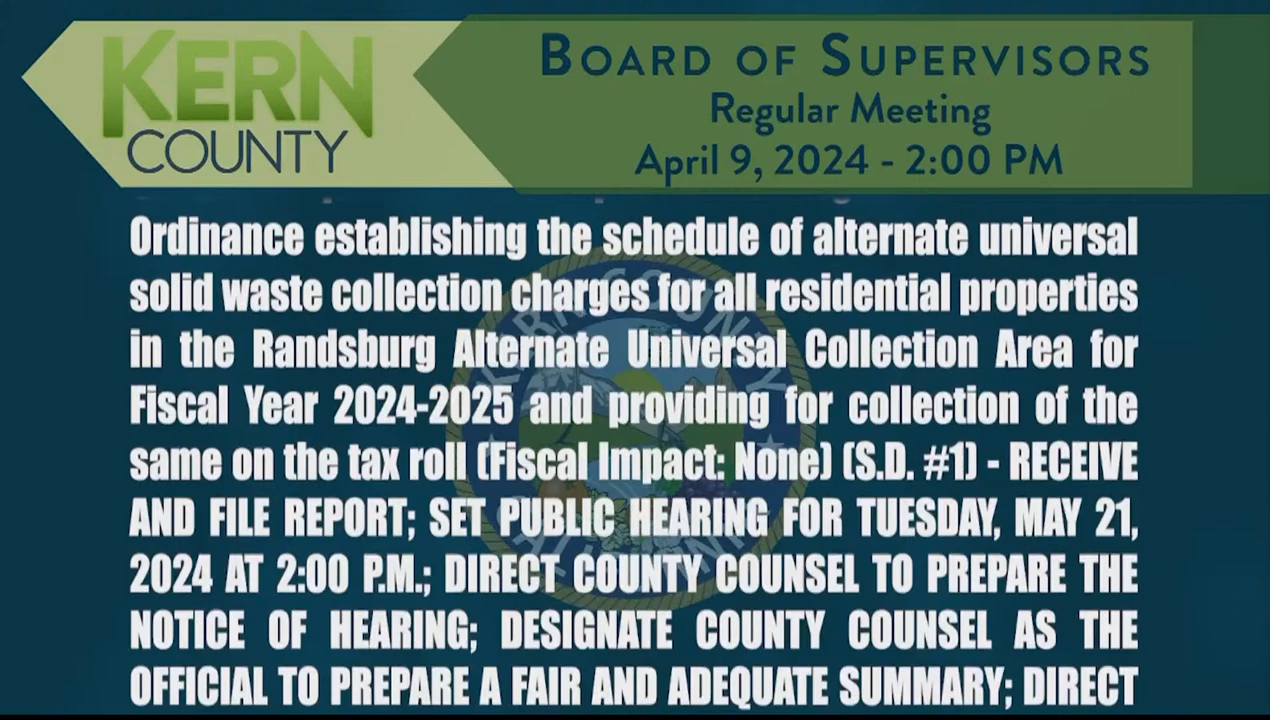 KERN
COUNTY
BOARD OF SUPERVISORS
Regular Meeting
April 9, 2024 - 2:00 PM
Ordinance establishing the schedule of alternate universal
solid waste collection charges for all residential properties
in the Randsburg Alternate Universal Collection Area for
Fiscal Year 2024-2025 and providing for collection of the
same on the tax roll (Fiscal Impact: None) (S.D. #1) - RECEIVE
AND FILE REPORT; SET PUBLIC HEARING FOR TUESDAY, MAY 21,
2024 AT 2:00 P.M.; DIRECT COUNTY COUNSEL TO PREPARE THE
NOTICE OF HEARING; DESIGNATE COUNTY COUNSEL AS THE
OFFICIAL TO PREPARE A FAIR AND ADEQUATE SUMMARY; DIRECT
KERN COUNTY